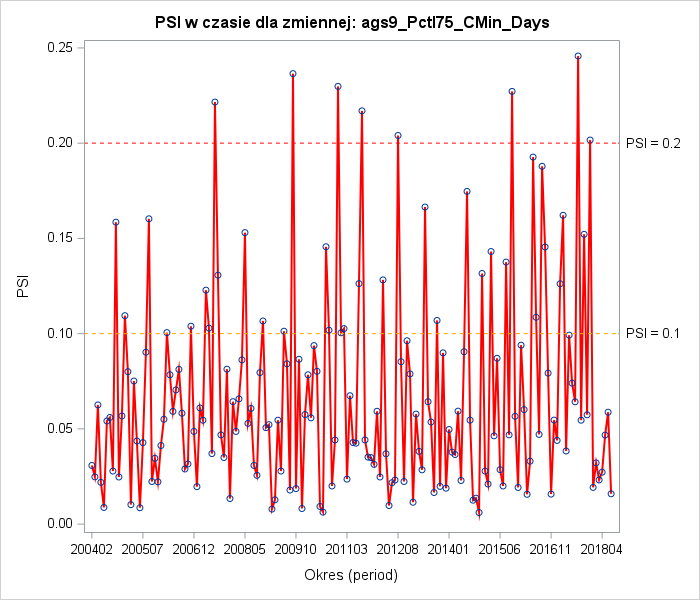 PSI w czasie dla zmiennej: ags9_Pctl75_CMin_Days
0.25
0.20
0.15
0.10
0.05
0.00
PSI
PSI = 0.2
PSI = 0.1
200402 200507 200612 200805 200910 201103 201208 201401 201506 201611 201804
Okres (period)